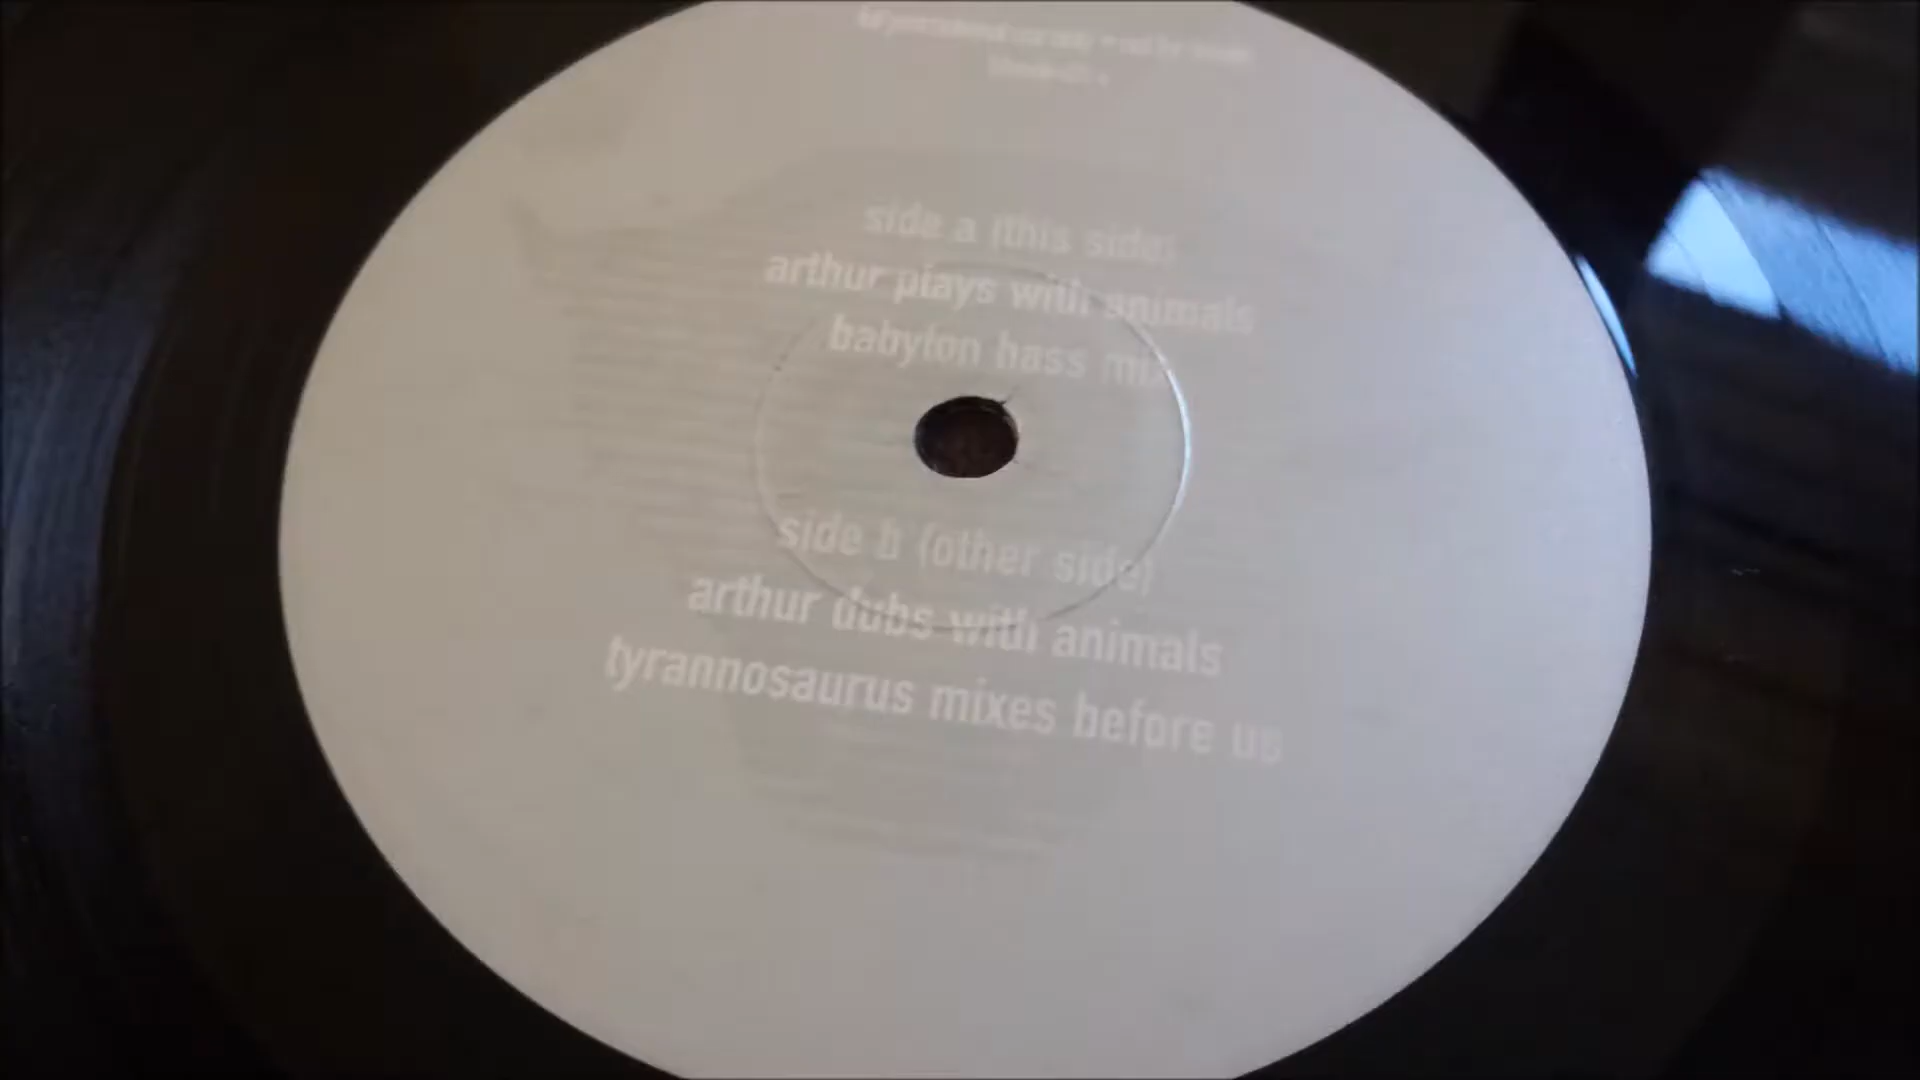 side a (this side)
arthur plays with animals
babylon bass mix
side b (other side)
arthur dubs with animals
tyrannosaurus mixes before us